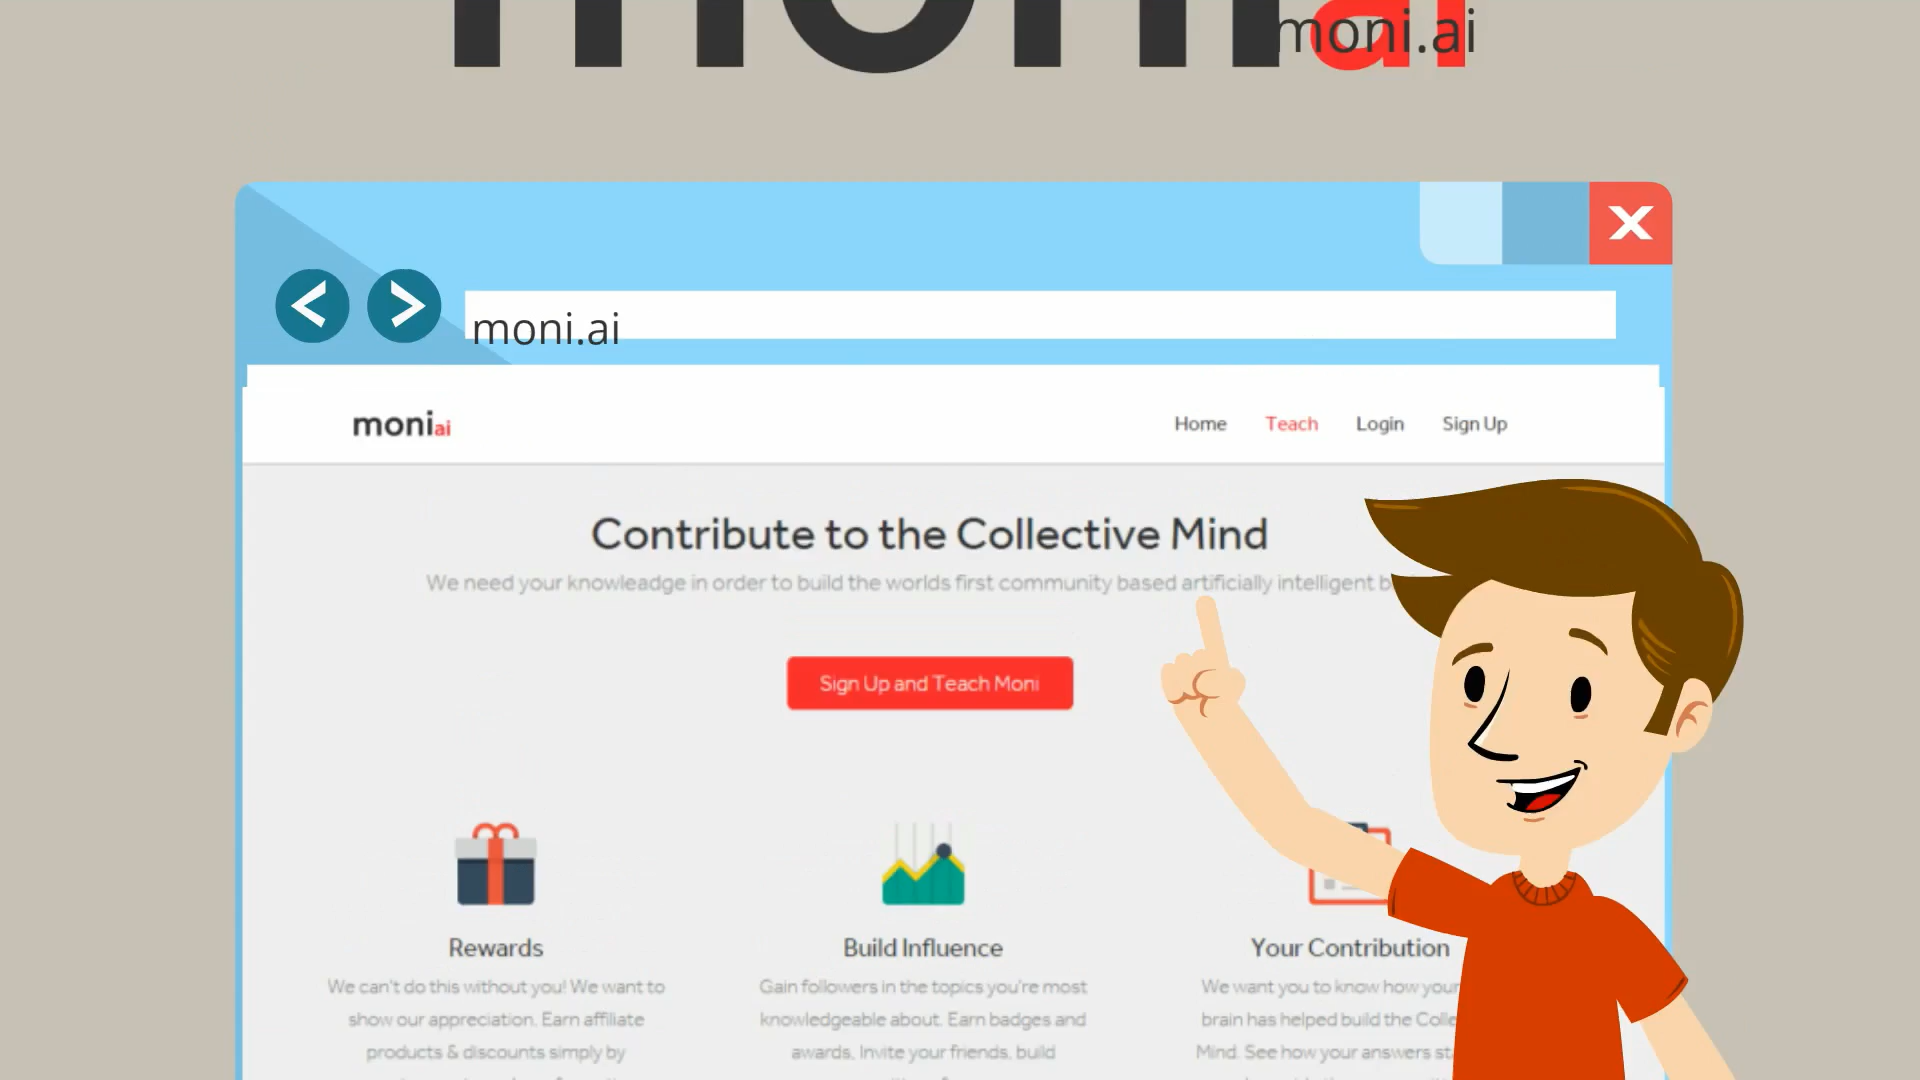 moni.ai
moni.ai
moniai
Home Teach Login Sign Up
Contribute to the Collective Mind
We need your knowleadge in order to build the worlds first community based artificially intelligent
Sign Up and Teach Moni
Rewards
We can't do this without you! We want to
show our appreciation. Earn affiliate
products & discounts simply by
Build Influence
Gain followers in the topics you're most
knowledgeable about. Earn badges and
awards, Invite your friends, build
Your Contribution
We want you to know how your
brain has helped build the
Mind. See how your answers